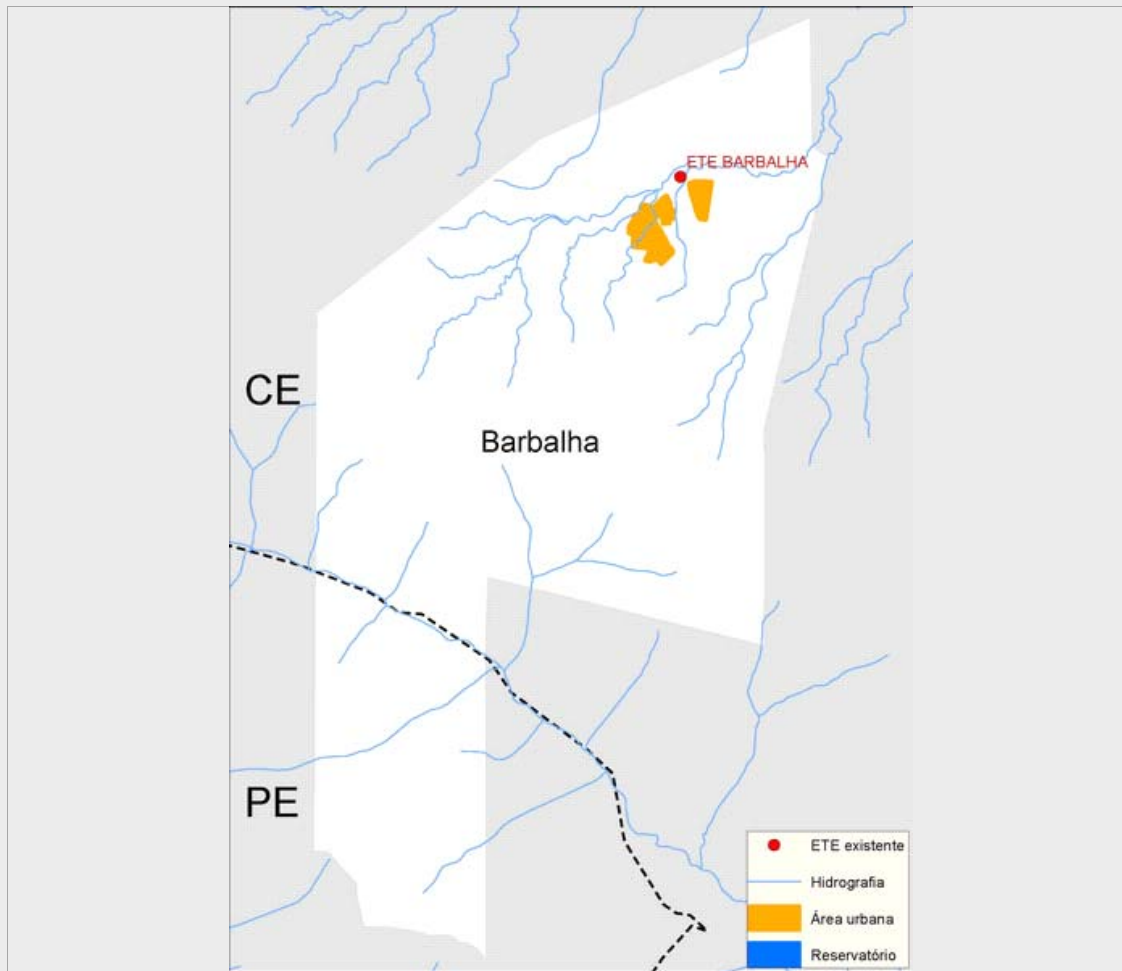 ETE BARBALHA
CE
Barbalha
PE
ETE existente
Hidrografia
Área urbana
Reservatório